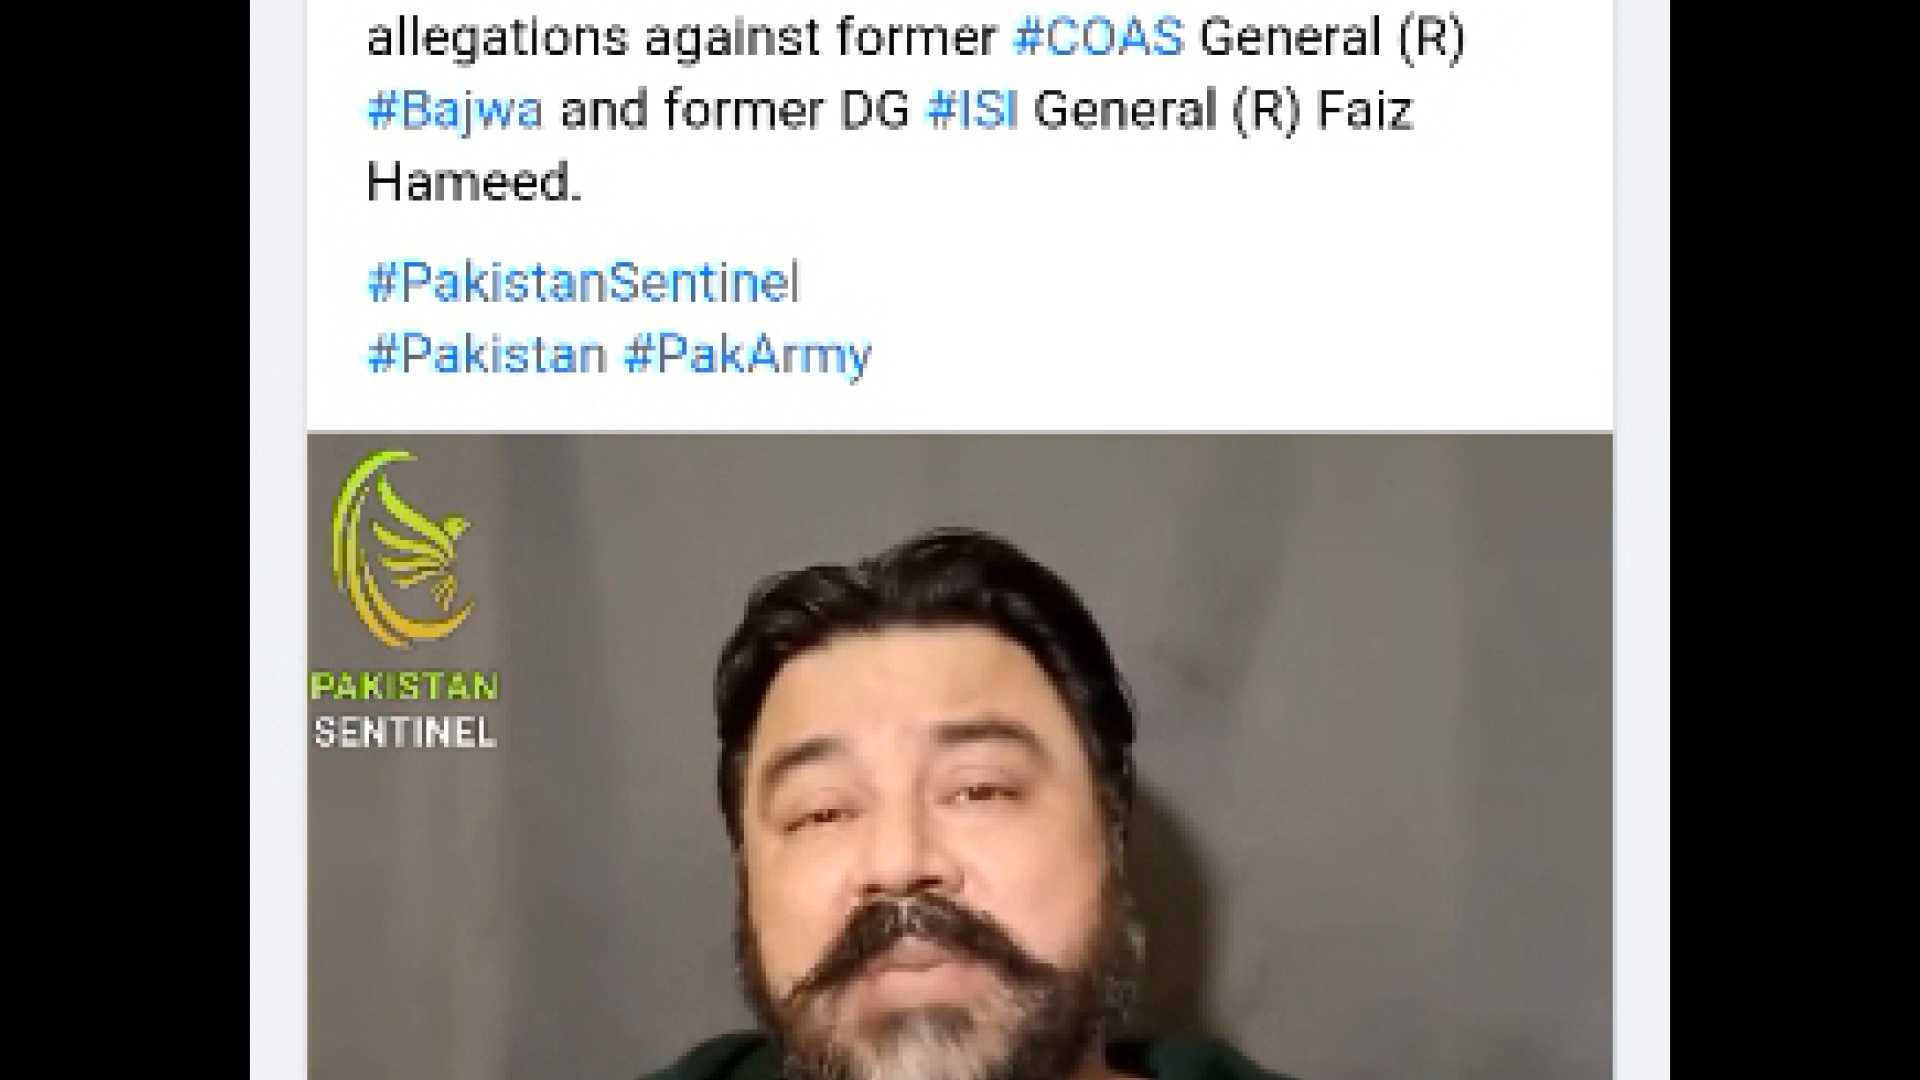 allegations against former #COAS General (R)
#Bajwa and former DG #ISI General (R) Faiz
Hameed.
#PakistanSentinel
#Pakistan #PakArmy
PAKISTAN
SENTINEL